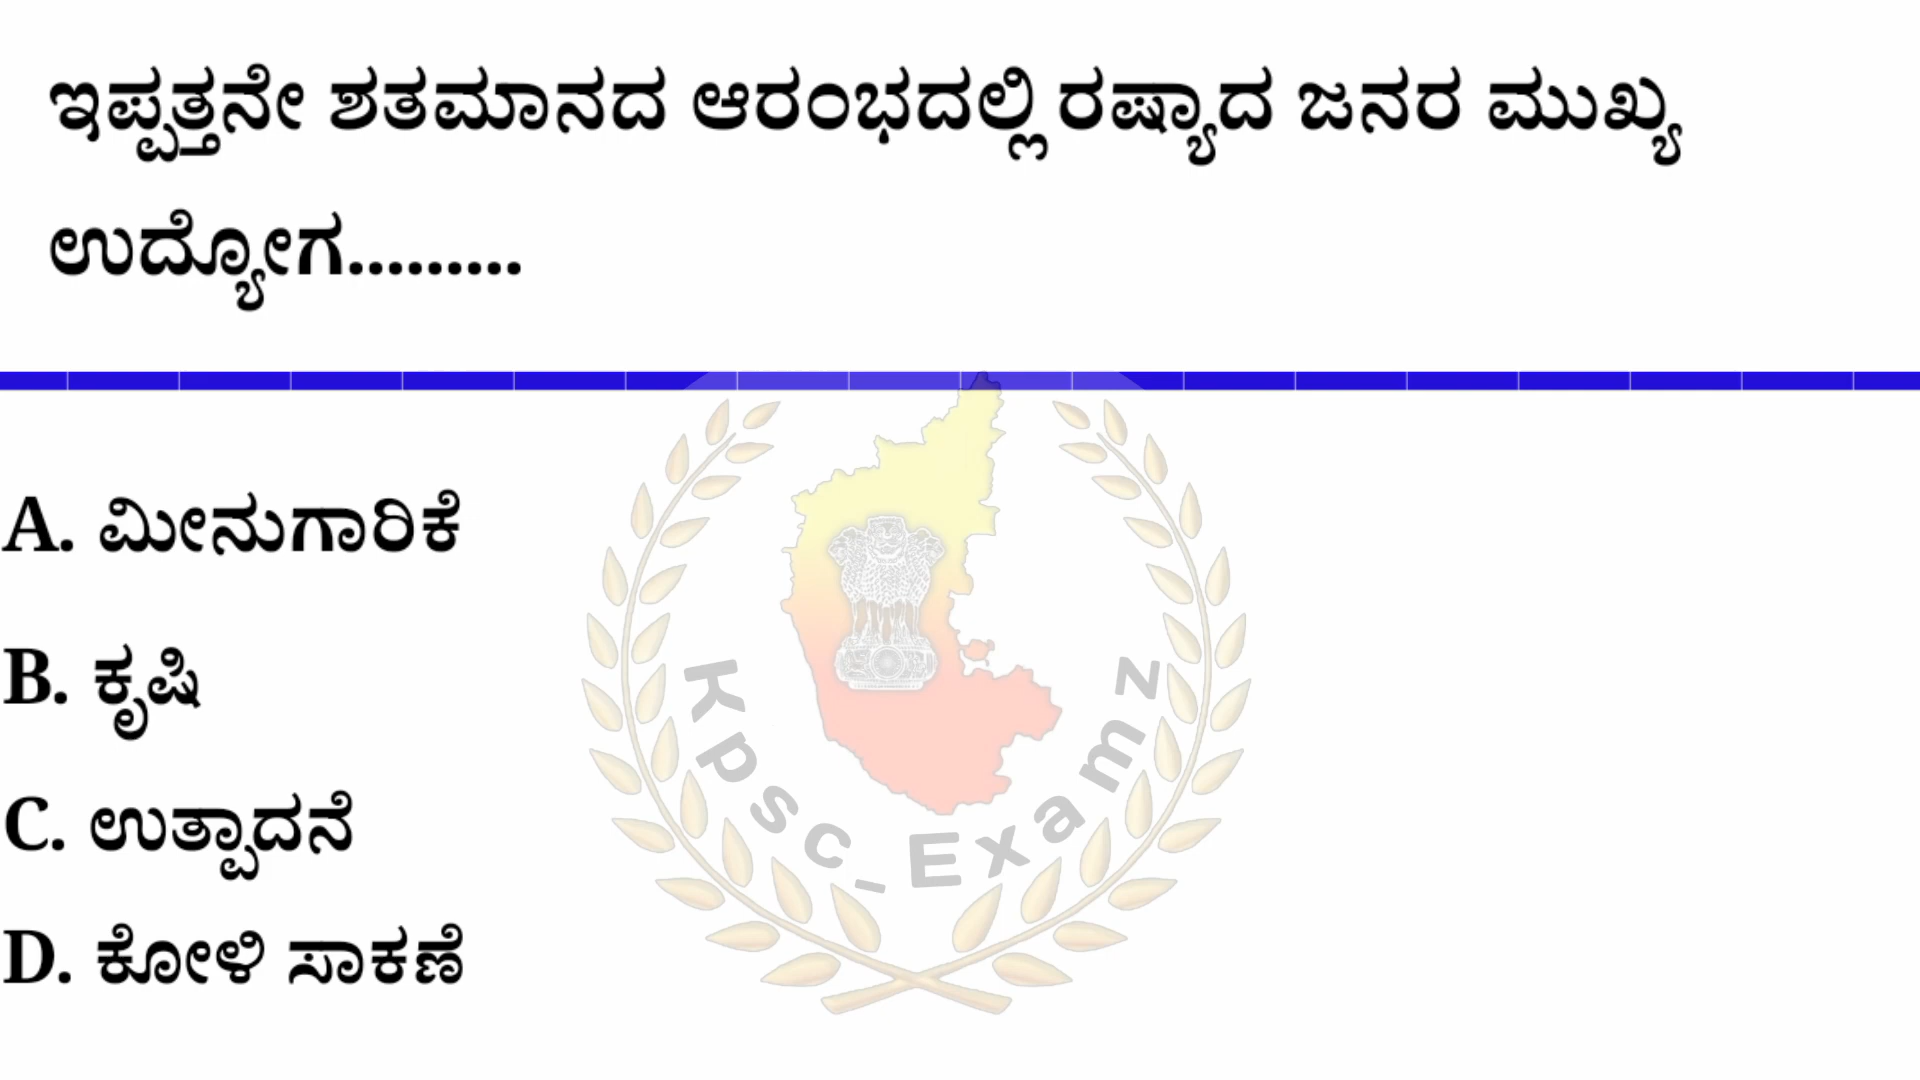 ಇಪ್ಪತ್ತನೇ ಶತಮಾನದ ಆರಂಭದಲ್ಲಿ ರಷ್ಯಾದ ಜನರ ಮುಖ್ಯ
ಉದ್ಯೋಗ.........
A. ಮೀನುಗಾರಿಕೆ
B. ಕೃಷಿ
C. ಉತ್ಪಾದನೆ
D. ಕೋಳಿ ಸಾಕಣೆ
Kpsc_Examz